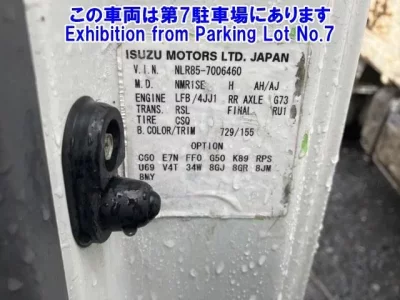 この車両は第7駐車場にあります
Exhibition from Parking Lot No.7
ISUZU MOTORS LTD. JAPAN
V.I.N. NLR85-7006460
M.D. NMR1SE H AH/AJ
ENGINE LFB/4JJ1 RR AXLE G73
TRANS. RSL FINAL RU1
TIRE CSQ
B.COLOR/TRIM 729/155
OPTION
C60 E7N FF0 G50 K89 RPS
U69 V4T 34W 8GJ 8GR 8JM
8NY